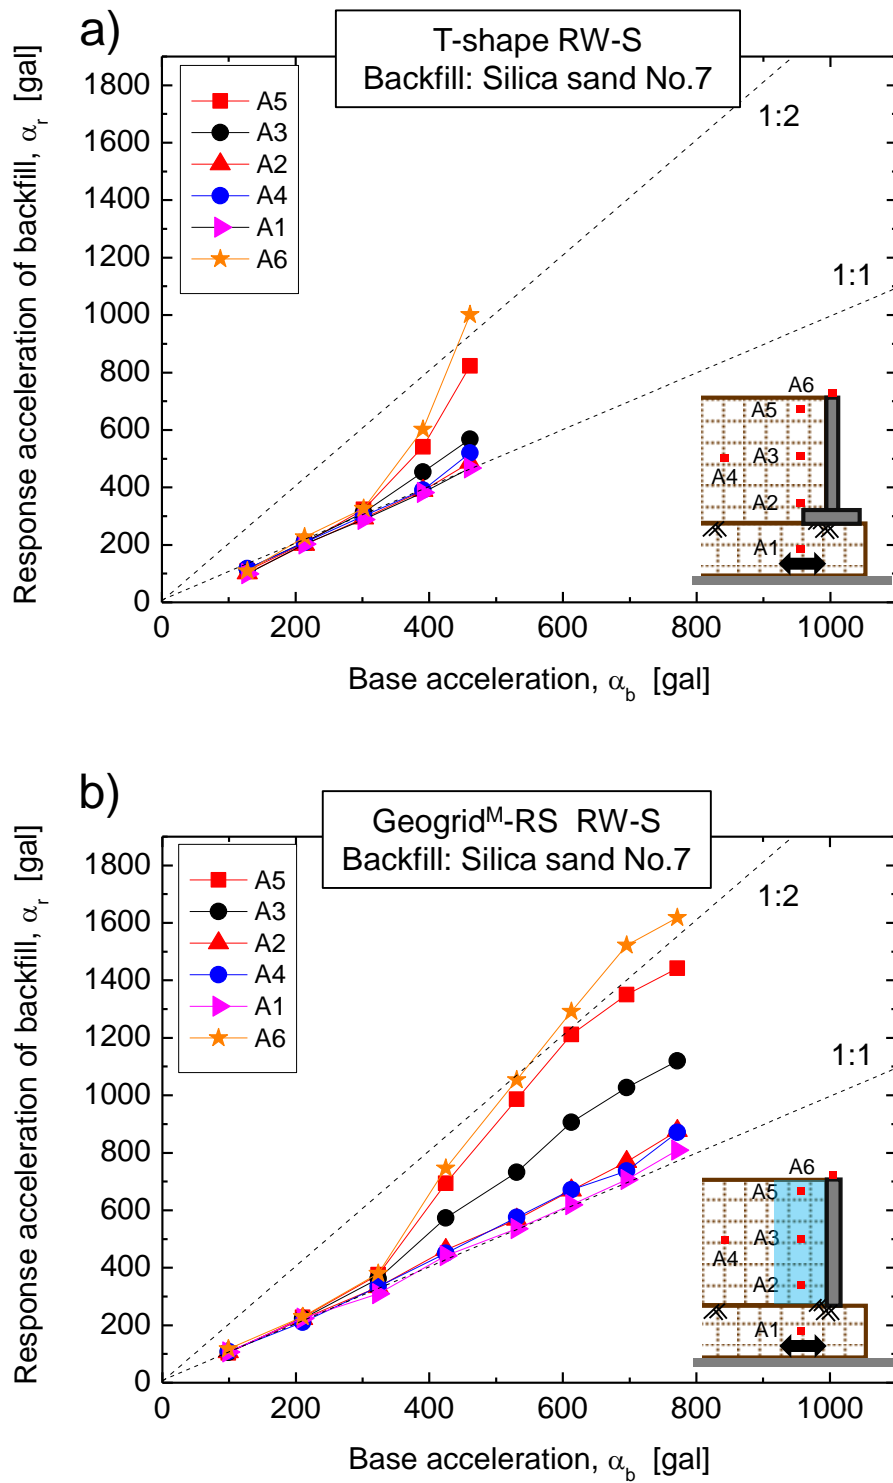 a)
T-shape RW-S
Backfill: Silica sand No.7
Response acceleration of backfill, αr [gal]
1800
1600
1400
1200
1000
800
600
400
200
0
A5
A3
A2
A4
A1
A6
1:2
1:1
A6
A5
A3
A4
A2
A1
0 200 400 600 800 1000
Base acceleration, αb [gal]
b)
GeogridM-RS RW-S
Backfill: Silica sand No.7
Response acceleration of backfill, αr [gal]
1800
1600
1400
1200
1000
800
600
400
200
0
A5
A3
A2
A4
A1
A6
1:2
1:1
A6
A5
A3
A4
A2
A1
0 200 400 600 800 1000
Base acceleration, αb [gal]